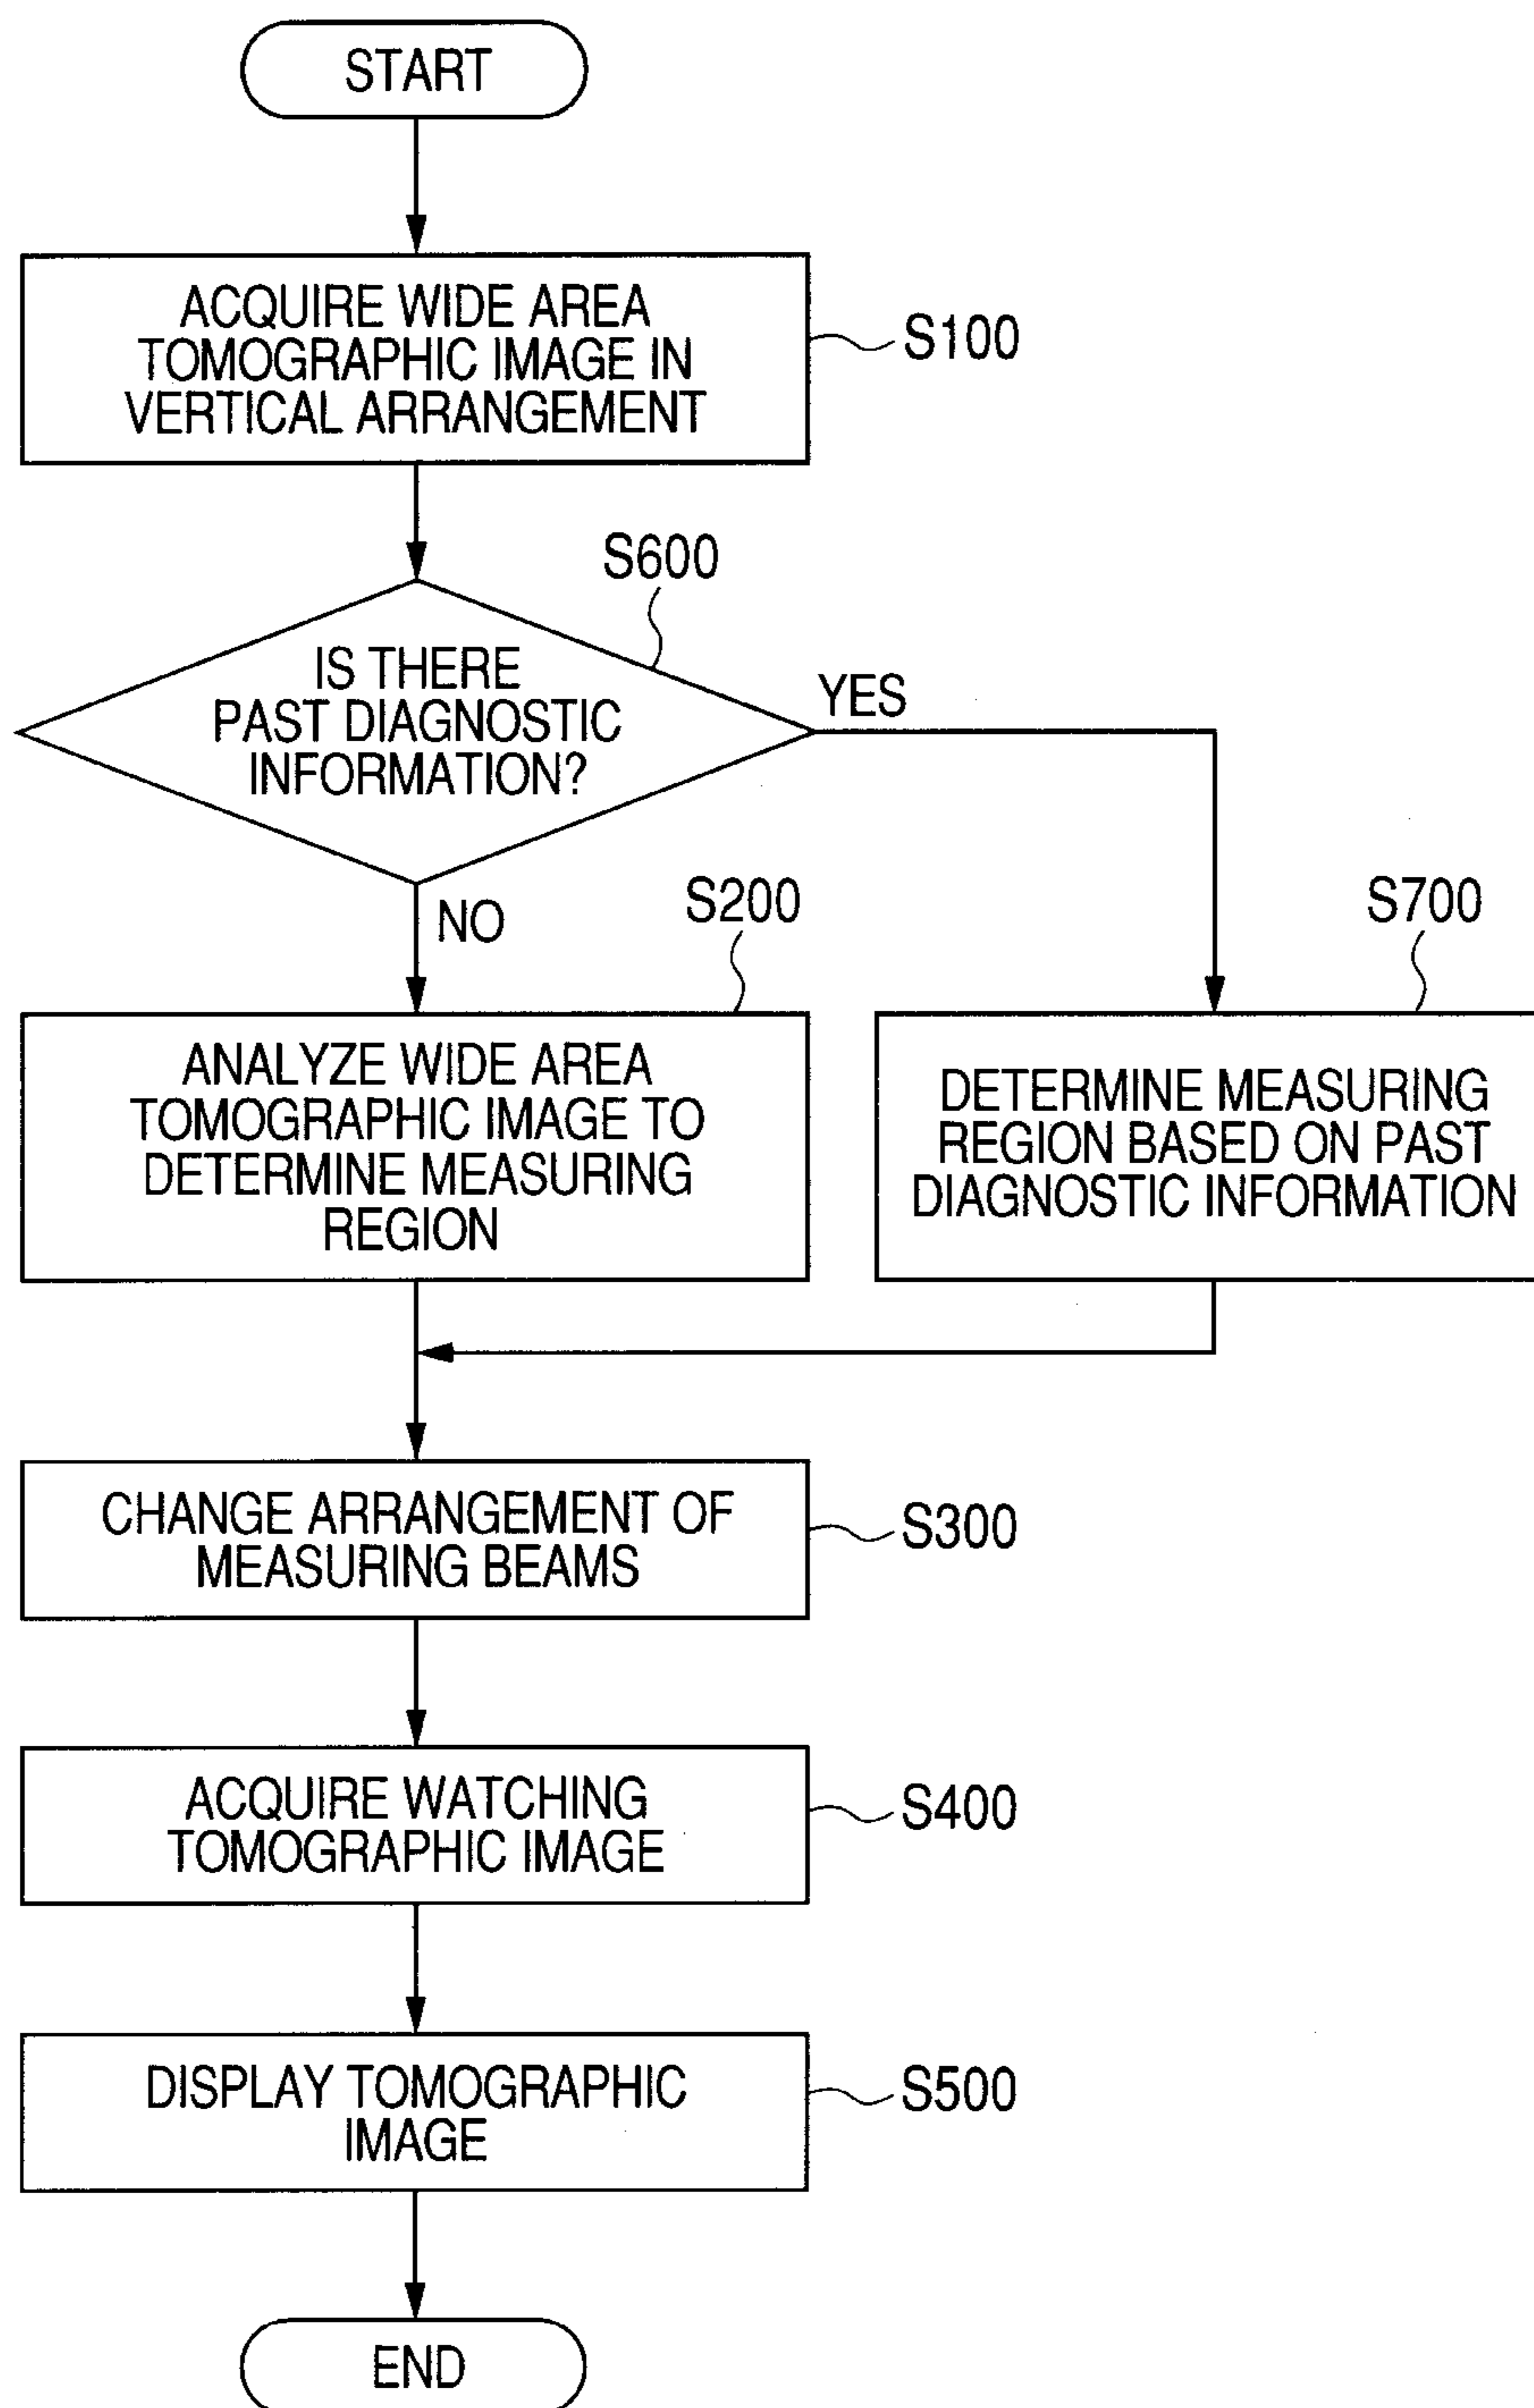 START
ACQUIRE WIDE AREA
TOMOGRAPHIC IMAGE IN
VERTICAL ARRANGEMENT
S100
S600
IS THERE
PAST DIAGNOSTIC
INFORMATION?
YES
NO
S200
S700
ANALYZE WIDE AREA
TOMOGRAPHIC IMAGE TO
DETERMINE MEASURING
REGION
DETERMINE MEASURING
REGION BASED ON PAST
DIAGNOSTIC INFORMATION
CHANGE ARRANGEMENT OF
MEASURING BEAMS
S300
ACQUIRE WATCHING
TOMOGRAPHIC IMAGE
S400
DISPLAY TOMOGRAPHIC
IMAGE
S500
END